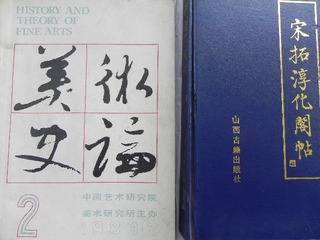 HISTORY AND
THEORY OF
FINE ARTS
美術
史論
2
中国艺术研究院
美术研究所主办
宋拓淳化閣帖
山西古籍出版社